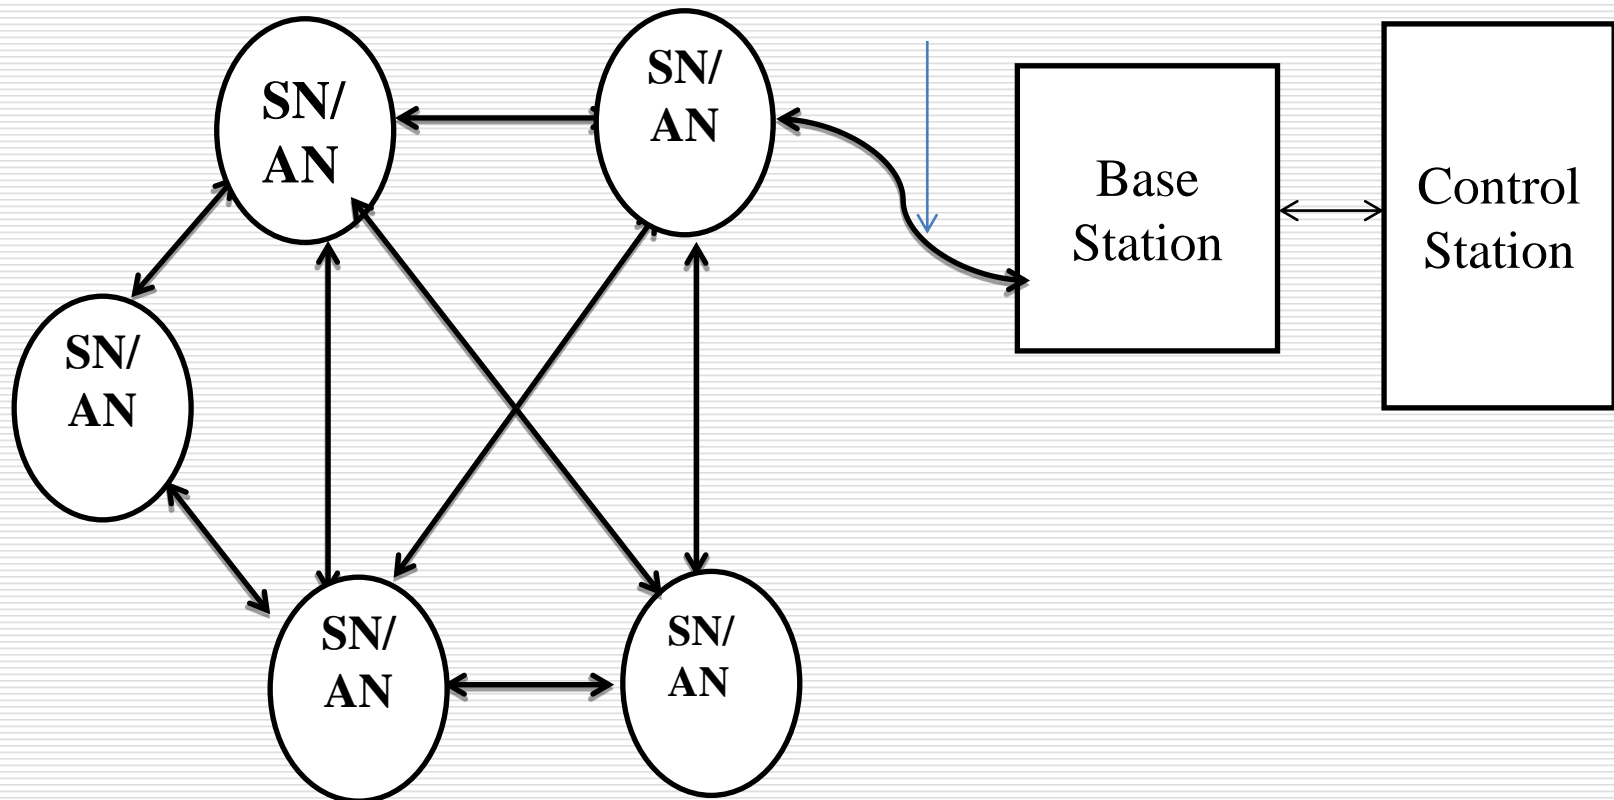 SN/
AN
SN/
AN
Base
Station
Control
Station
SN/
AN
SN/
AN
SN/
AN